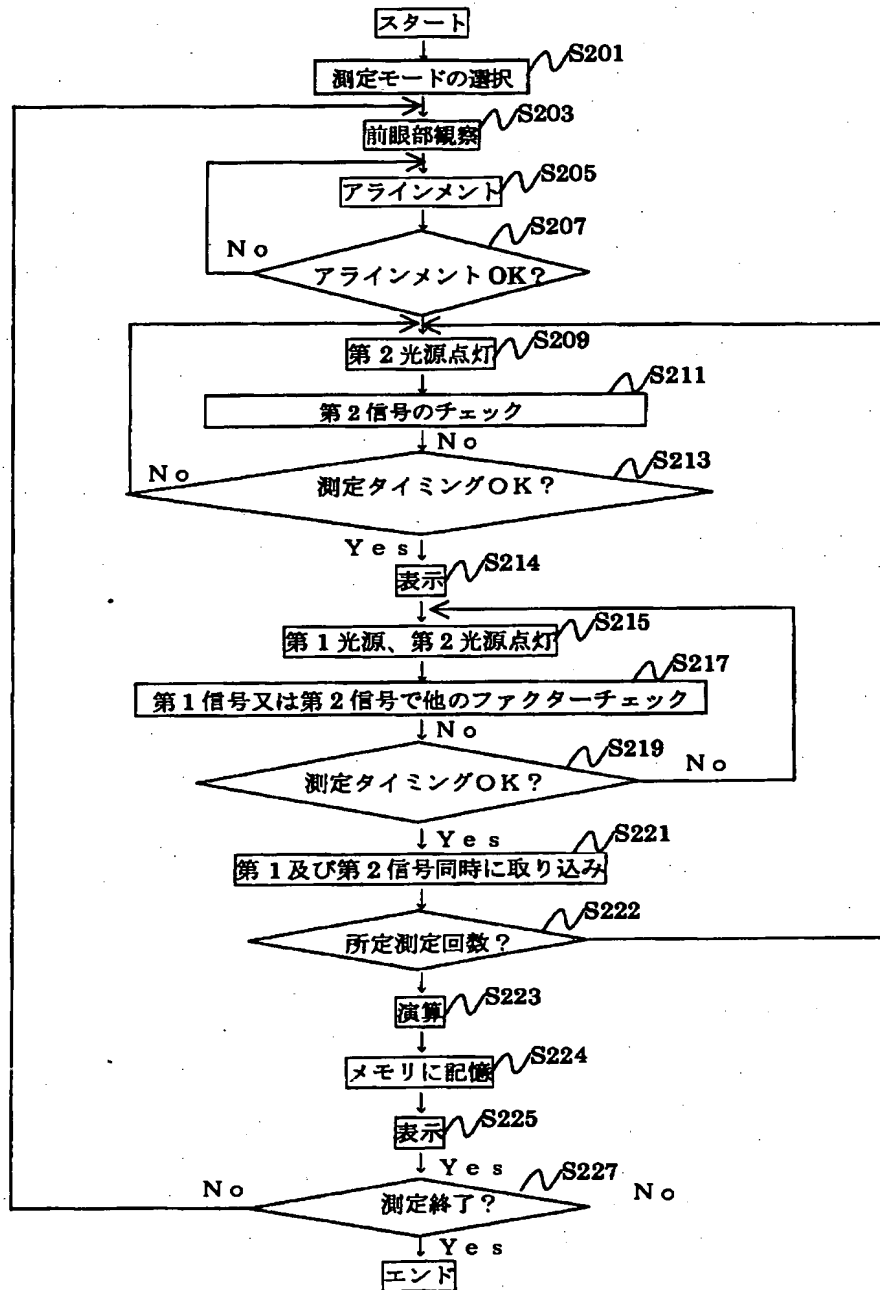 スタート
S201
測定モードの選択
S203
前眼部観察
S205
アラインメント
S207
No
アラインメントOK?
S209
第2光源点灯
S211
第2信号のチェック
No
S213
No
測定タイミングOK?
Yes
S214
表示
S215
第1光源、第2光源点灯
S217
第1信号又は第2信号で他のファクターチェック
No
S219
測定タイミングOK?
No
Yes
S221
第1及び第2信号同時に取り込み
S222
所定測定回数?
S223
演算
S224
メモリに記憶
S225
表示
Yes
S227
No
測定終了?
No
Yes
エンド